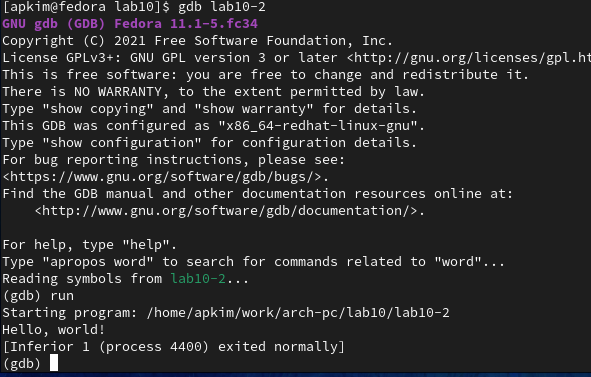 [apkim@fedora lab10]$ gdb lab10-2
GNU gdb (GDB) Fedora 11.1-5.fc34
Copyright (C) 2021 Free Software Foundation, Inc.
License GPLv3+: GNU GPL version 3 or later <http://gnu.org/licenses/gpl.ht
This is free software: you are free to change and redistribute it.
There is NO WARRANTY, to the extent permitted by law.
Type "show copying" and "show warranty" for details.
This GDB was configured as "x86_64-redhat-linux-gnu".
Type "show configuration" for configuration details.
For bug reporting instructions, please see:
<https://www.gnu.org/software/gdb/bugs/>.
Find the GDB manual and other documentation resources online at:
    <http://www.gnu.org/software/gdb/documentation/>.

For help, type "help".
Type "apropos word" to search for commands related to "word"...
Reading symbols from lab10-2...
(gdb) run
Starting program: /home/apkim/work/arch-pc/lab10/lab10-2
Hello, world!
[Inferior 1 (process 4400) exited normally]
(gdb)